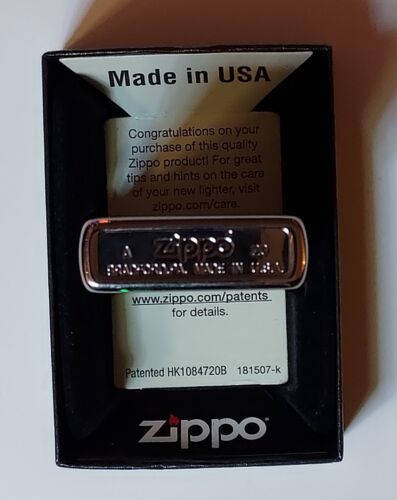 Made in USA
Congratulations on your
purchase of this quality
Zippo product! For great
tips and hints on the care
of your new lighter, visit
zippo.com/care.
A zippo 20
BRADFORD,PA. MADE IN U.S.A.
www.zippo.com/patents
for details.
Patented HK1084720B 181507-k
zippo